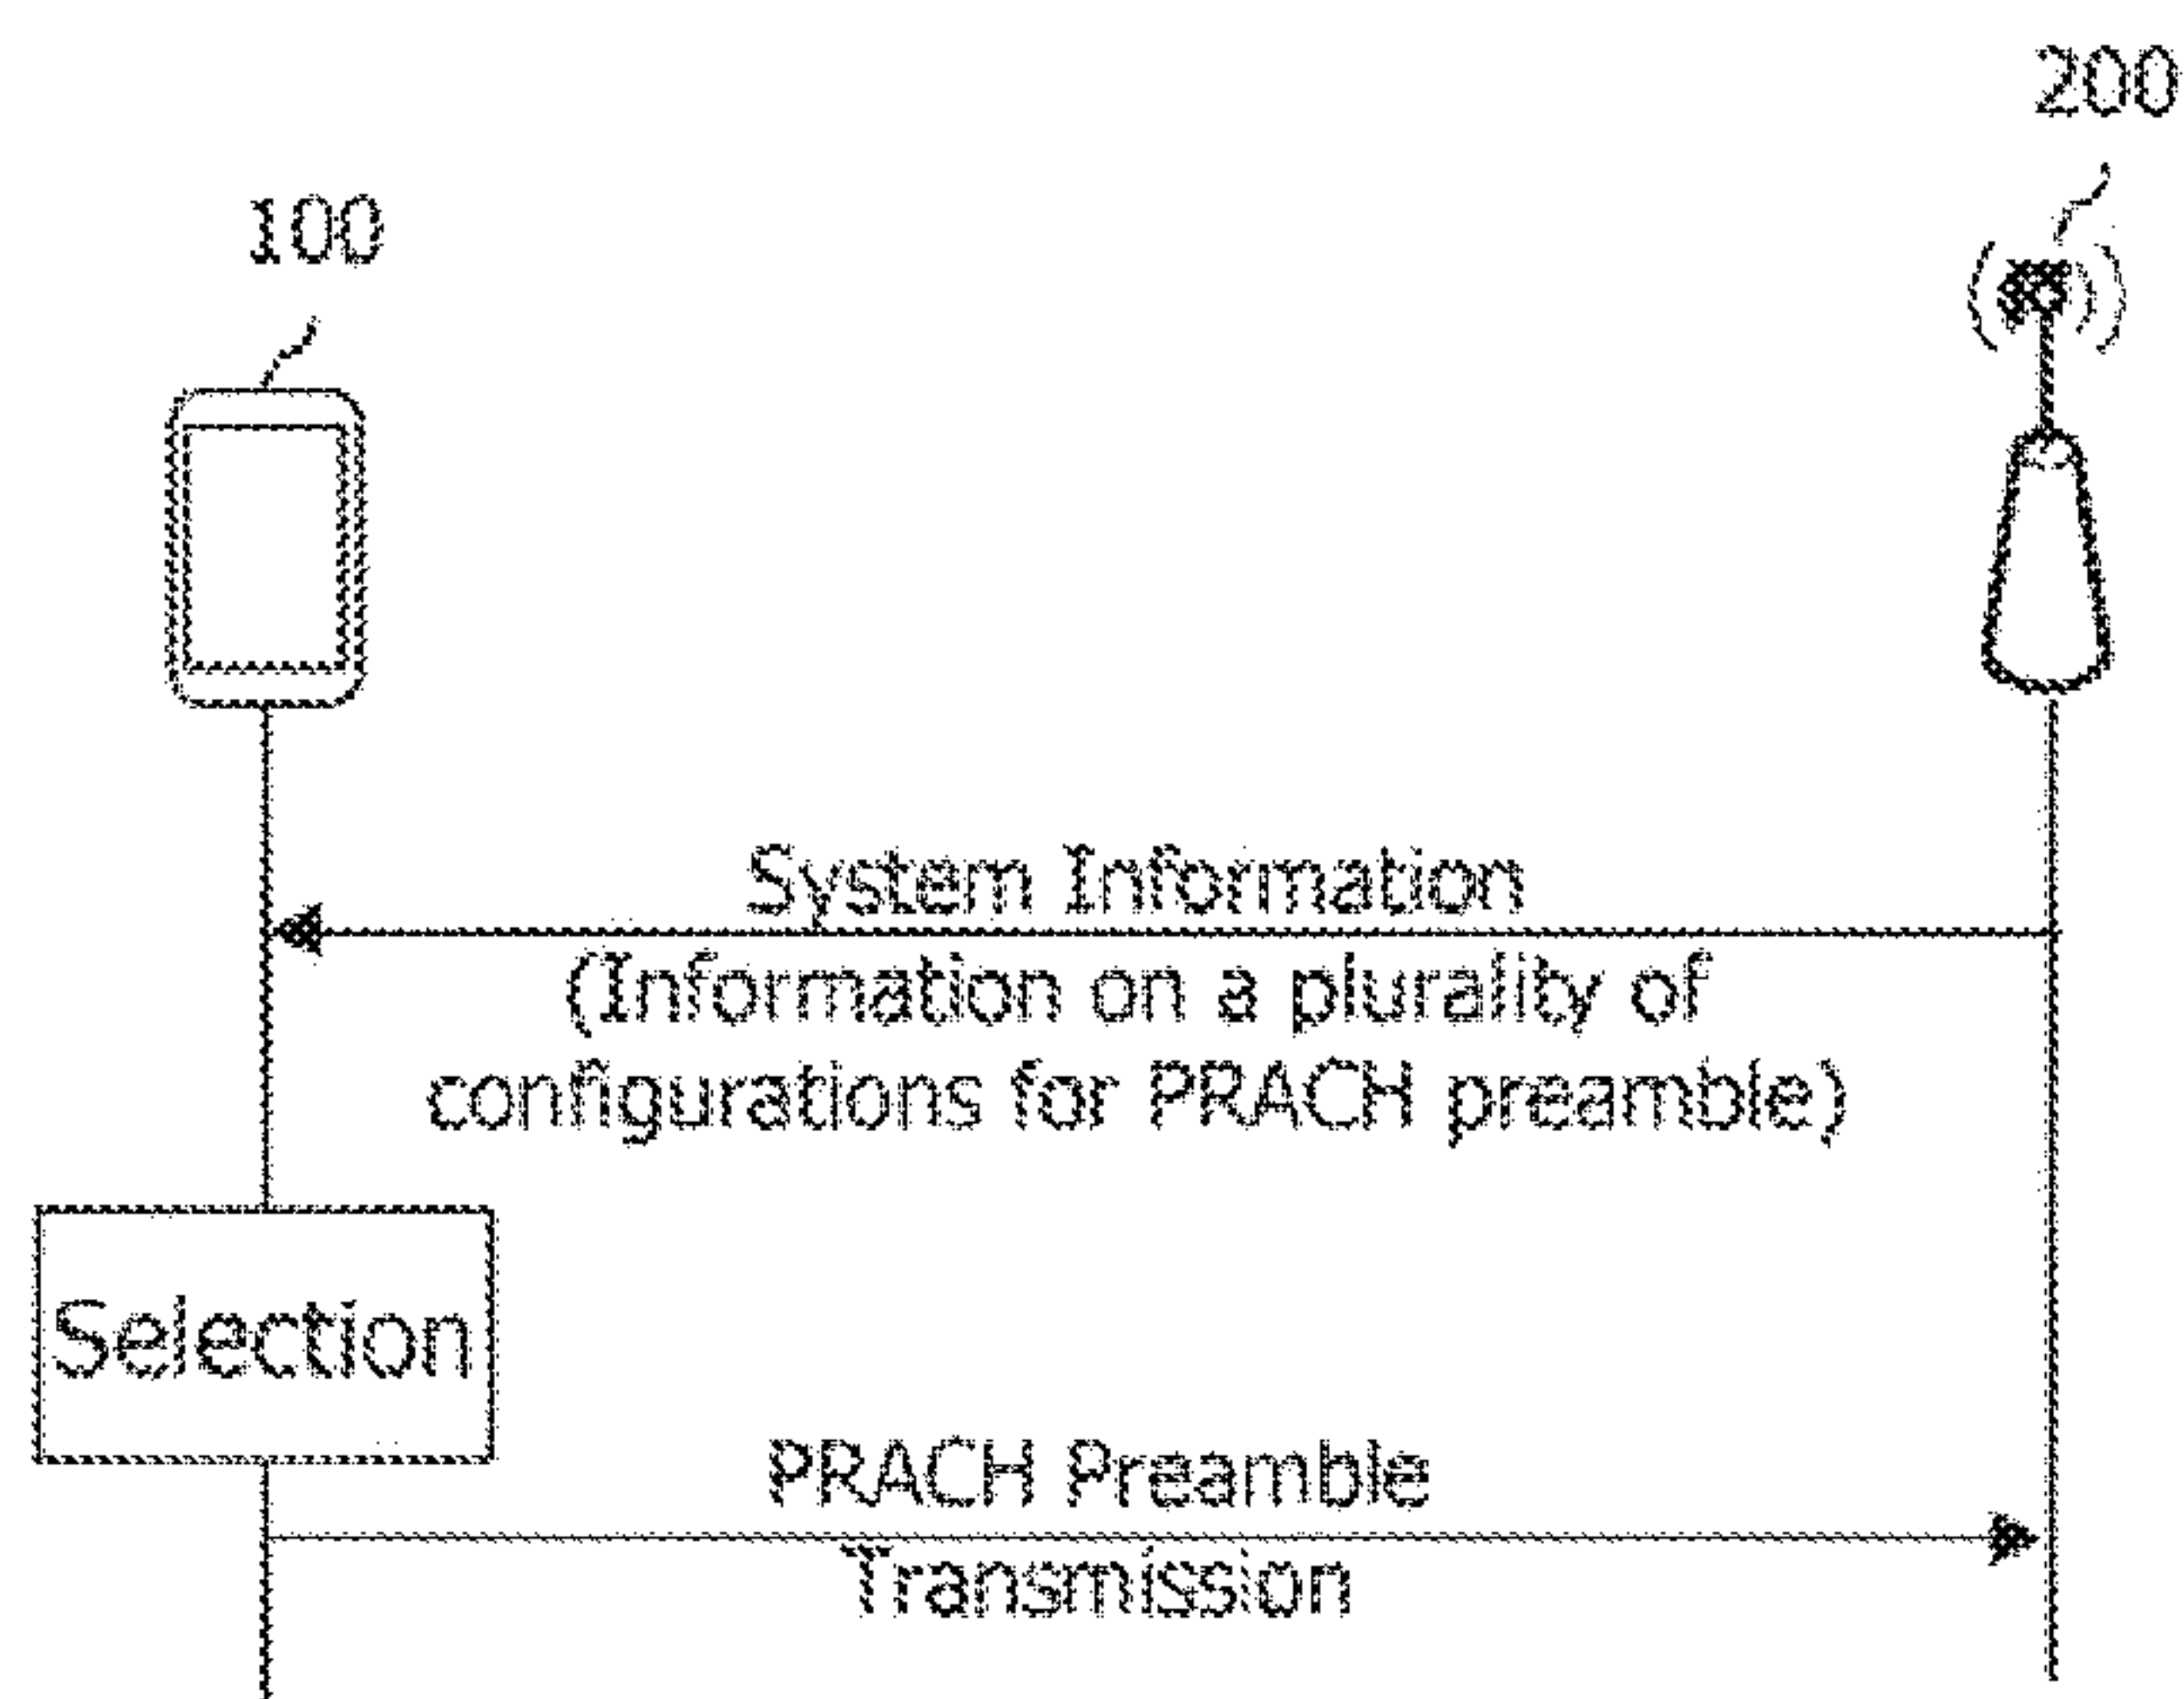 200
100
System Information
(Information on a plurality of
configurations for PRACH preamble)
Selection
PRACH Preamble
Transmission